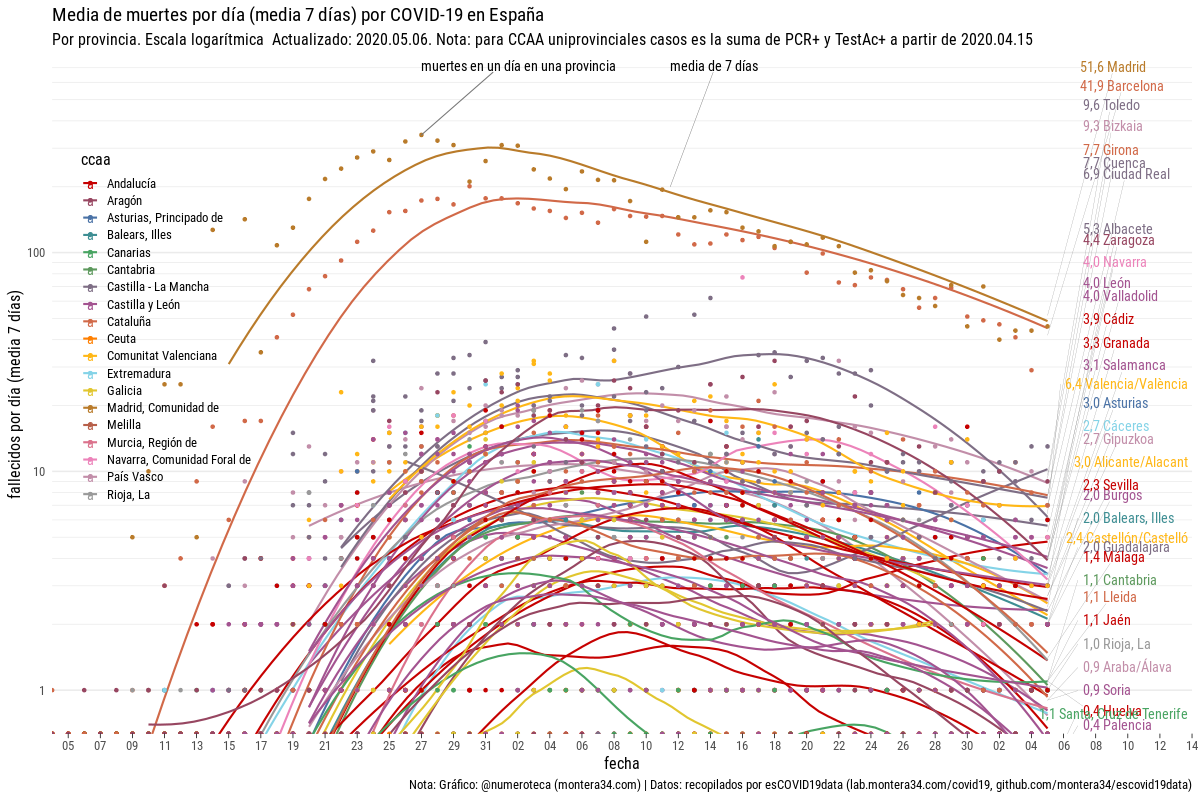 Media de muertes por día (media 7 días) por COVID-19 en España
Por provincia. Escala logarítmica  Actualizado: 2020.05.06. Nota: para CCAA uniprovinciales casos es la suma de PCR+ y TestAc+ a partir de 2020.04.15
muertes en un día en una provincia
media de 7 días
ccaa
Andalucía
Aragón
Asturias, Principado de
Balears, Illes
Canarias
Cantabria
Castilla - La Mancha
Castilla y León
Cataluña
Ceuta
Comunitat Valenciana
Extremadura
Galicia
Madrid, Comunidad de
Melilla
Murcia, Región de
Navarra, Comunidad Foral de
País Vasco
Rioja, La
51,6 Madrid
41,9 Barcelona
9,6 Toledo
9,3 Bizkaia
7,7 Girona
7,7 Cuenca
6,9 Ciudad Real
5,3 Albacete
4,4 Zaragoza
4,0 Navarra
4,0 León
4,0 Valladolid
3,9 Cádiz
3,3 Granada
3,1 Salamanca
6,4 Valencia/València
3,0 Asturias
2,7 Cáceres
2,7 Gipuzkoa
3,0 Alicante/Alacant
2,3 Sevilla
2,0 Burgos
2,0 Balears, Illes
2,4 Castellón/Castelló
2,0 Guadalajara
1,4 Málaga
1,1 Cantabria
1,1 Lleida
1,1 Jaén
1,0 Rioja, La
0,9 Araba/Álava
0,9 Soria
0,4 Huelva
1,1 Santa Cruz de Tenerife
0,4 Palencia
100
10
1
fallecidos por día (media 7 días)
05 07 09 11 13 15 17 19 21 23 25 27 29 31 02 04 06 08 10 12 14 16 18 20 22 24 26 28 30 02 04 06 08 10 12 14
fecha
Nota: Gráfico: @numeroteca (montera34.com) | Datos: recopilados por esCOVID19data (lab.montera34.com/covid19, github.com/montera34/escovid19data)